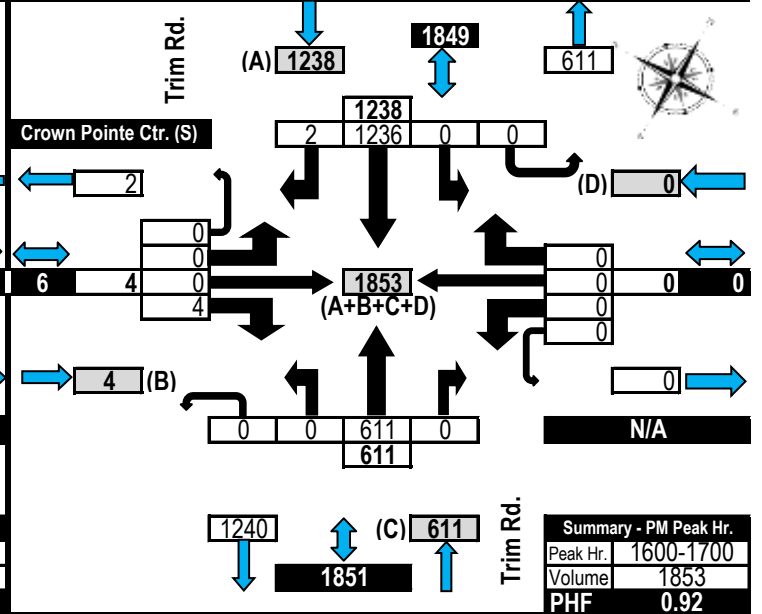 Trim Rd.
(A) 1238
1849
611
1238
2 1236 0 0
Crown Pointe Ctr. (S)
2
(D) 0
0
0
6 4 0
4
1853
(A+B+C+D)
0
0 0 0
0
0
4 (B)
0
0 0 611 0
611
N/A
1240
(C) 611
1851
Trim Rd.
Summary - PM Peak Hr.
Peak Hr. 1600-1700
Volume 1853
PHF 0.92